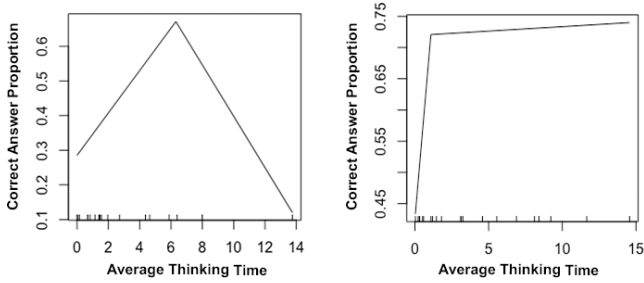 Correct Answer Proportion
0.6
0.5
0.4
0.3
0.2
0.1
0 2 4 6 8 10 12 14
Average Thinking Time
Correct Answer Proportion
0.75
0.65
0.55
0.45
0 5 10 15
Average Thinking Time